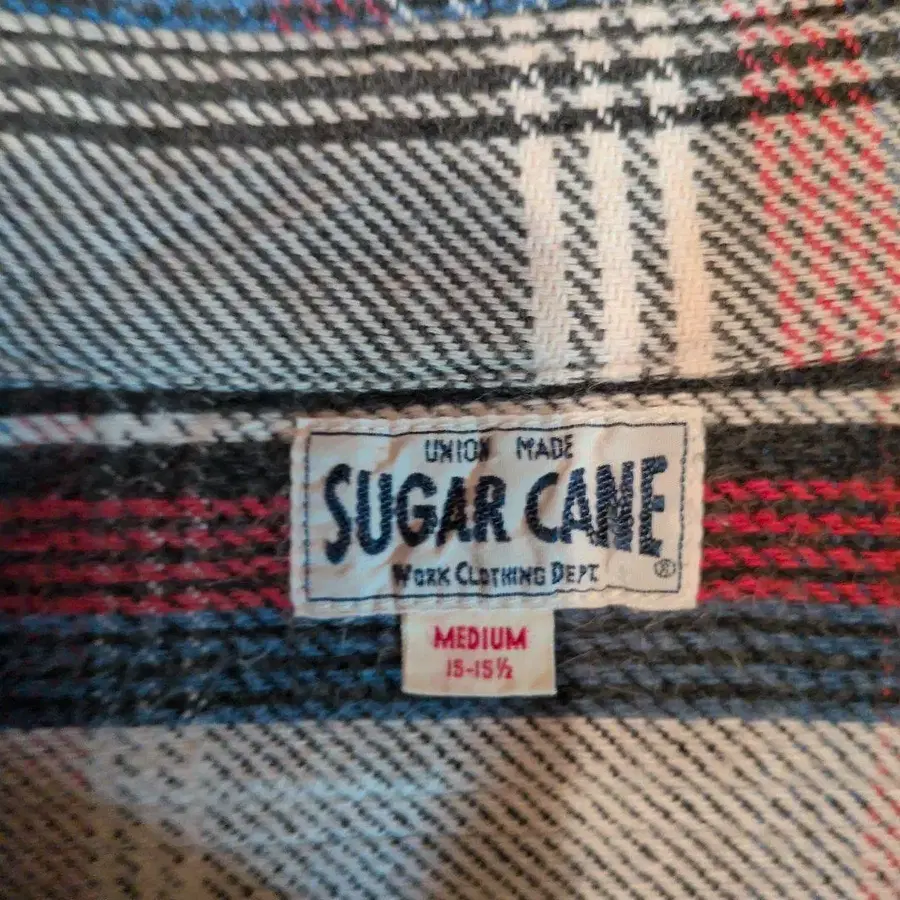 UNION MADE
SUGAR CANE
WORK CLOTHING DEPT.
®
MEDIUM
15-15½